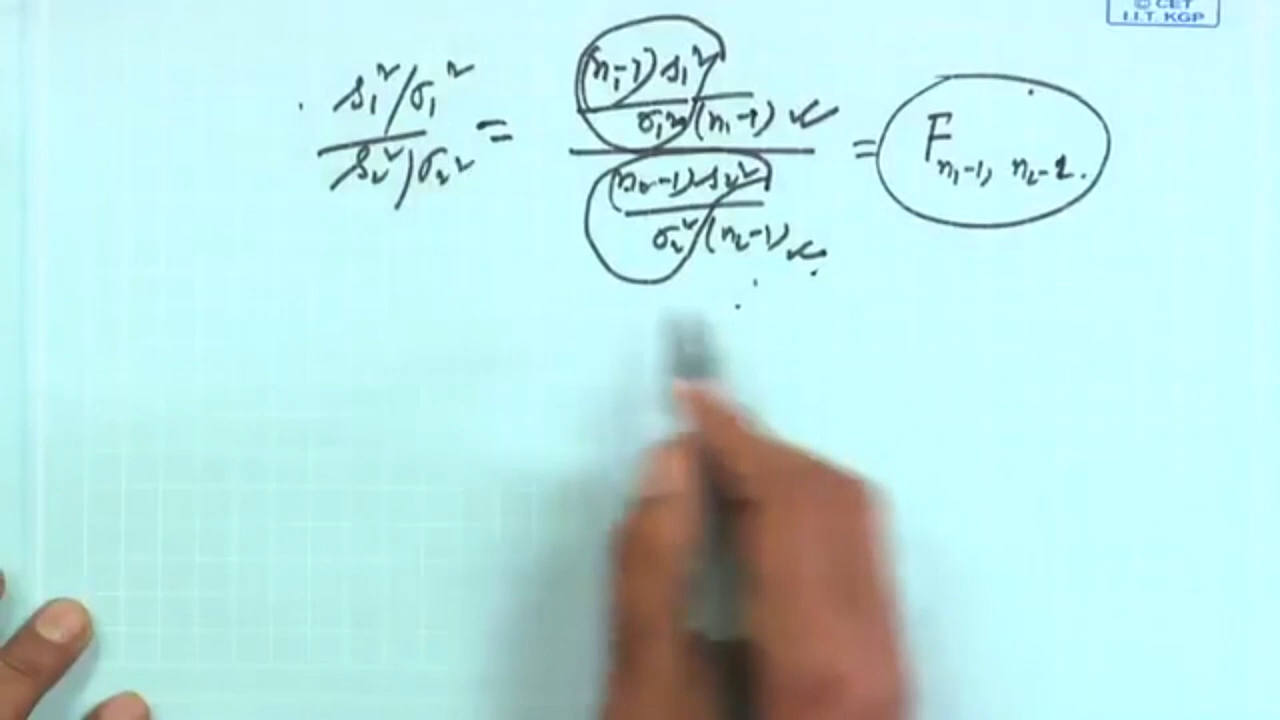 © CET
I.I.T. KGP
s₁²/σ₁² / s₂²/σ₂² = (n₁-1) s₁² / σ₁² (n₁-1) / (n₂-1) s₂² / σ₂² (n₂-1) = F n₁-1, n₂-1.